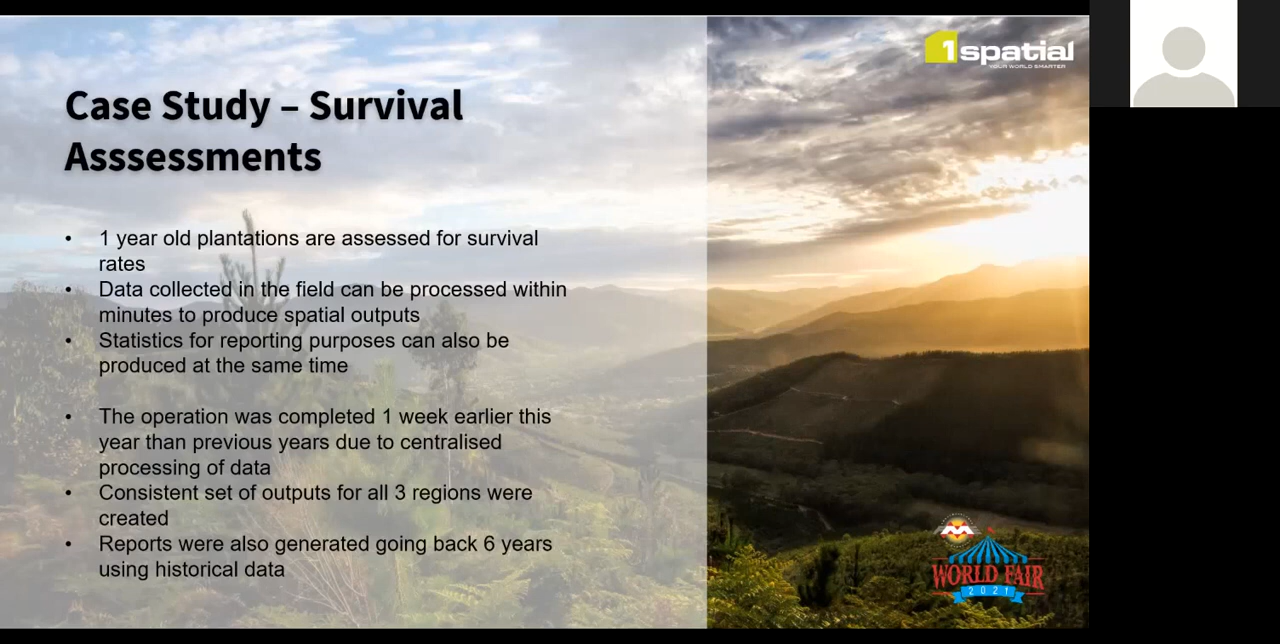 1spatial
YOUR WORLD SMARTER
Case Study – Survival
Asssessments
• 1 year old plantations are assessed for survival
rates
• Data collected in the field can be processed within
minutes to produce spatial outputs
• Statistics for reporting purposes can also be
produced at the same time
• The operation was completed 1 week earlier this
year than previous years due to centralised
processing of data
• Consistent set of outputs for all 3 regions were
created
• Reports were also generated going back 6 years
using historical data
WORLD FAIR
2021